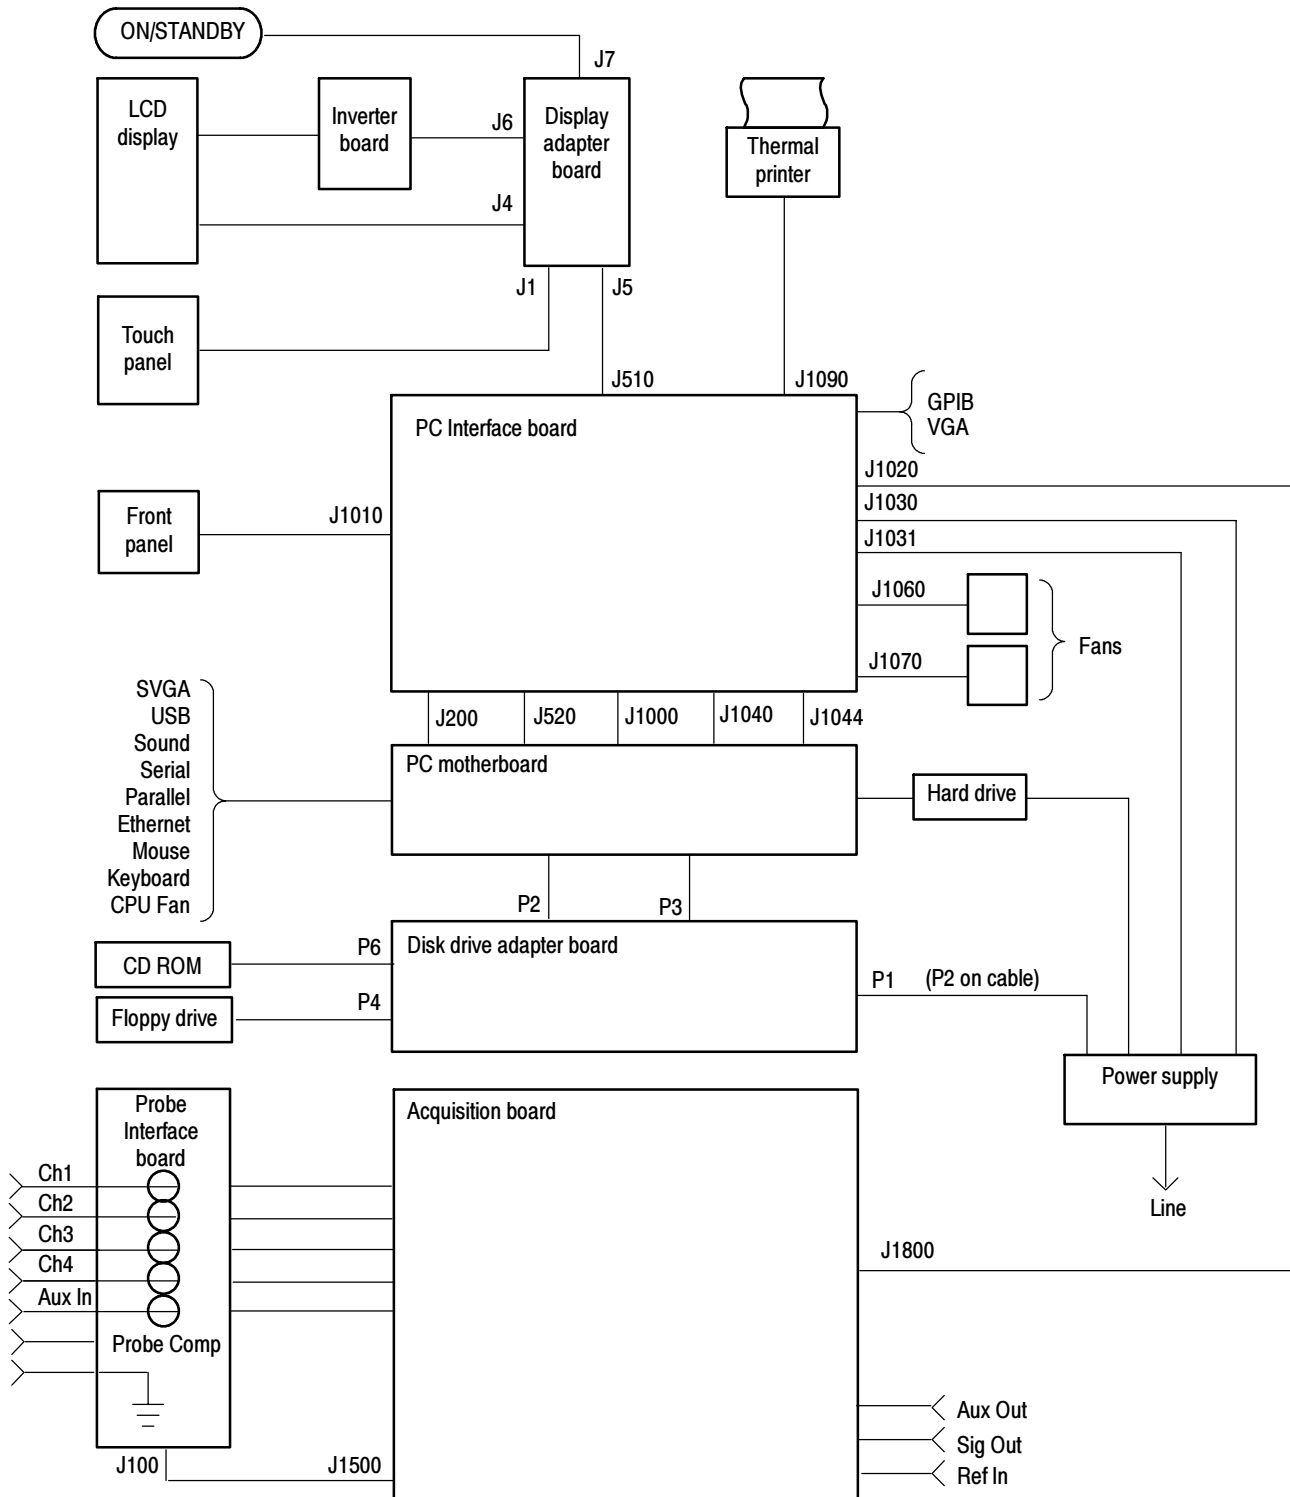 ON/STANDBY
J7
LCD
display
Inverter
board
J6
Display
adapter
board
J4
Thermal
printer
J1
J5
Touch
panel
J510
J1090
GPIB
VGA
PC Interface board
J1020
J1030
J1031
Front
panel
J1010
J1060
J1070
Fans
J200
J520
J1000
J1040
J1044
SVGA
USB
Sound
Serial
Parallel
Ethernet
Mouse
Keyboard
CPU Fan
PC motherboard
Hard drive
P2
P3
CD ROM
P6
Disk drive adapter board
P1
(P2 on cable)
Floppy drive
P4
Power supply
Line
Probe
Interface
board
Acquisition board
Ch1
Ch2
Ch3
Ch4
Aux In
Probe Comp
J1800
Aux Out
Sig Out
Ref In
J100
J1500